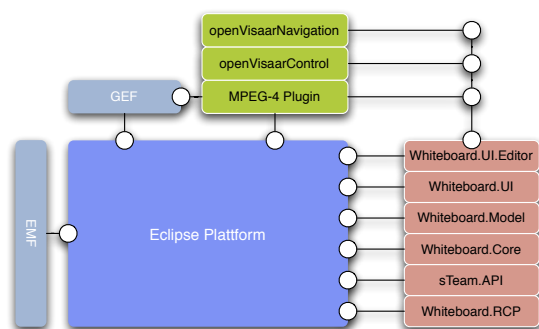 openVisaarNavigation
openVisaarControl
GEF
MPEG-4 Plugin
Whiteboard.UI.Editor
Whiteboard.UI
EMF
Eclipse Plattform
Whiteboard.Model
Whiteboard.Core
sTeam.API
Whiteboard.RCP